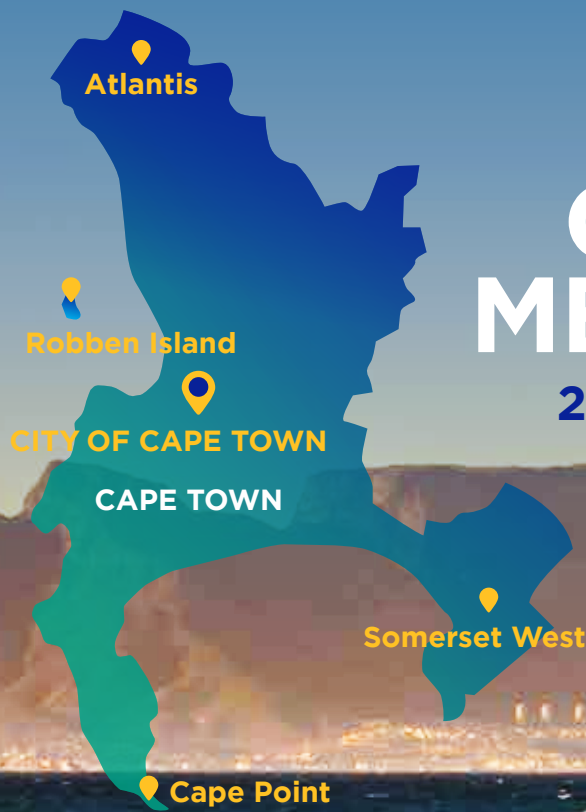 Atlantis
Robben Island
CITY OF CAPE TOWN
CAPE TOWN
Somerset West
Cape Point